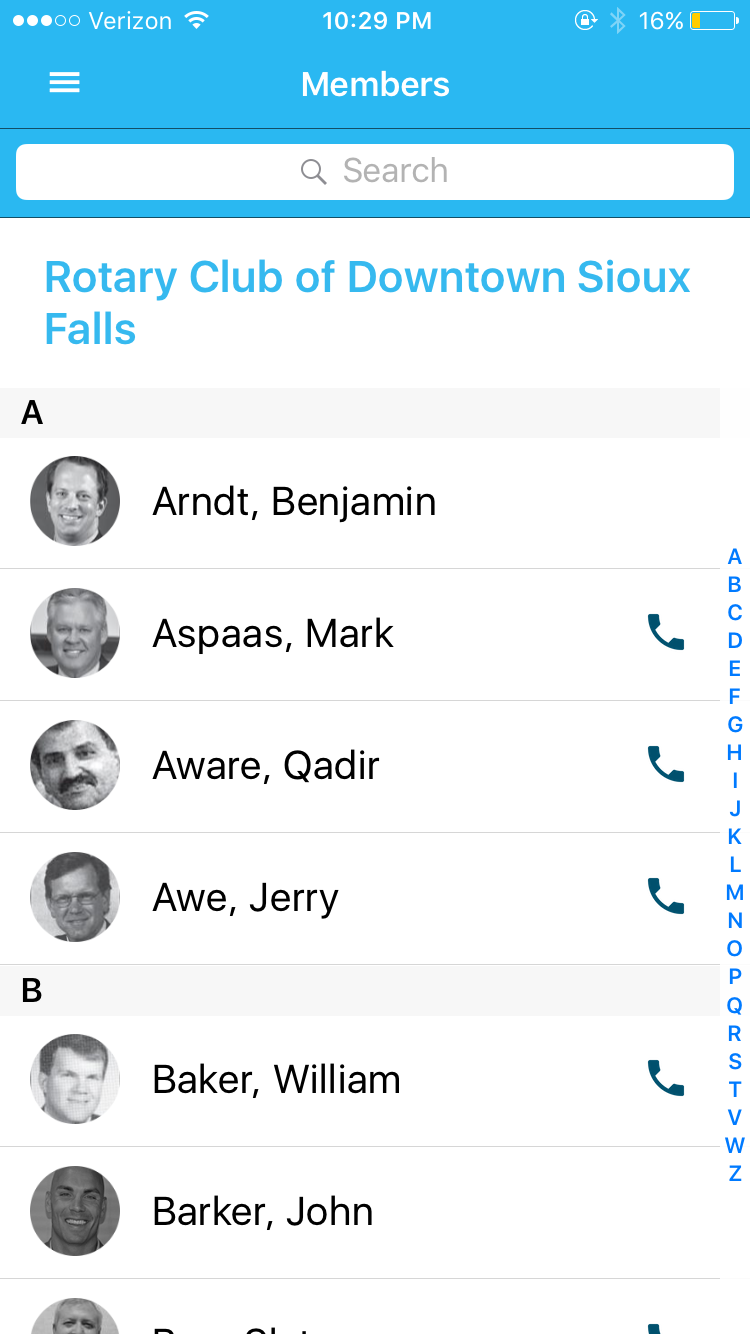 Verizon 10:29 PM 16%
Members
Search
Rotary Club of Downtown Sioux
Falls
A
Arndt, Benjamin
Aspaas, Mark
Aware, Qadir
Awe, Jerry
B
Baker, William
Barker, John
A
B
C
D
E
F
G
H
I
J
K
L
M
N
O
P
Q
R
S
T
V
W
Z